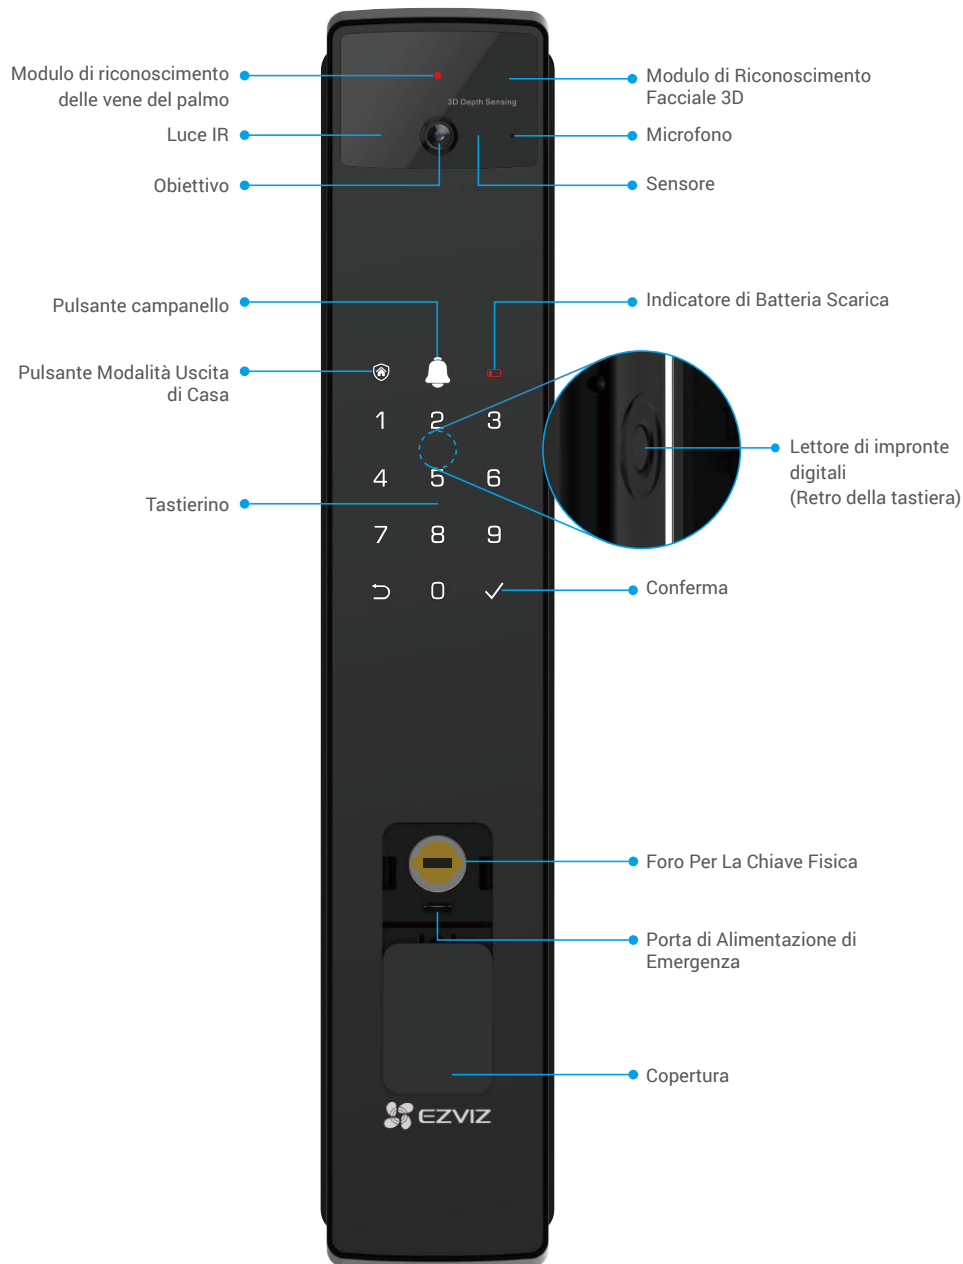 Modulo di riconoscimento
delle vene del palmo
Luce IR
Obiettivo
3D Depth Sensing
Modulo di Riconoscimento
Facciale 3D
Microfono
Sensore
Pulsante campanello
Indicatore di Batteria Scarica
Pulsante Modalità Uscita
di Casa
1 2 3
4 5 6
7 8 9
0
Tastierino
Lettore di impronte
digitali
(Retro della tastiera)
Conferma
Foro Per La Chiave Fisica
Porta di Alimentazione di
Emergenza
Copertura
EZVIZ